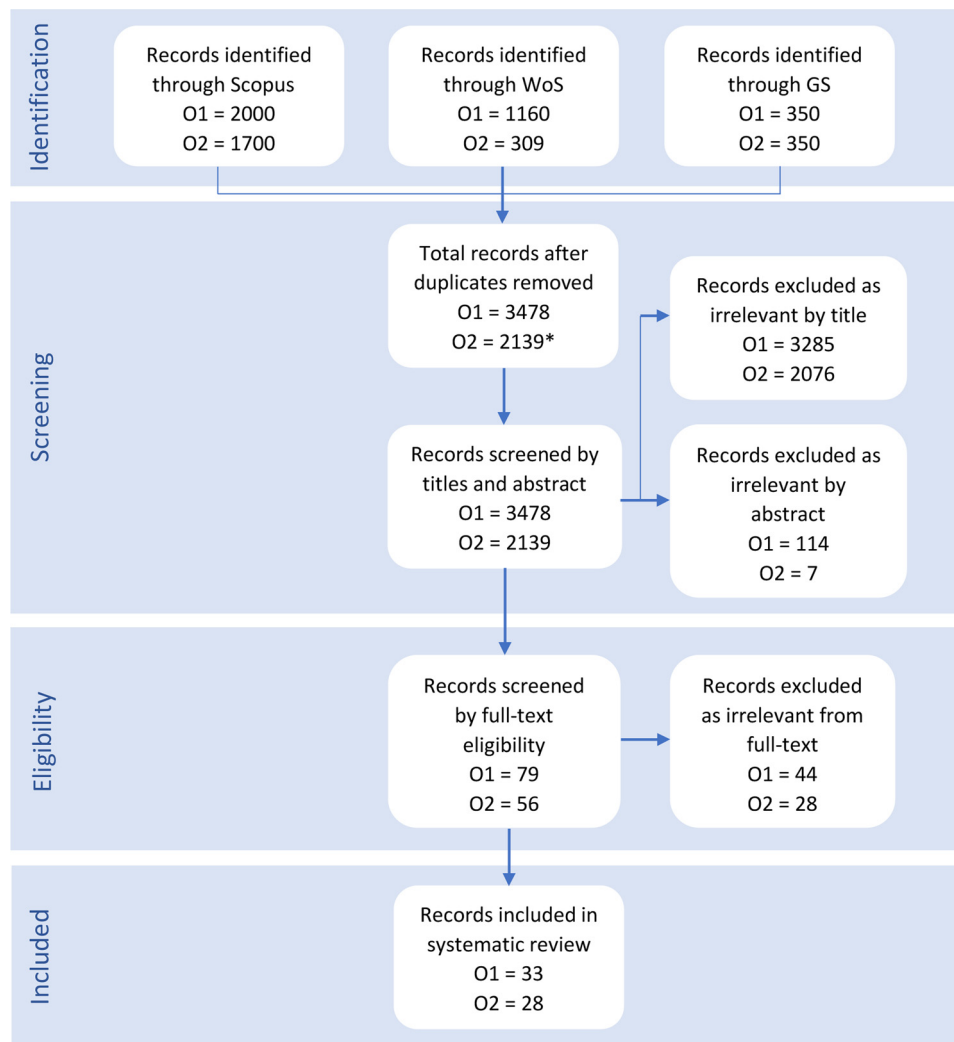 Identification
Records identified
through Scopus
O1 = 2000
O2 = 1700
Records identified
through WoS
O1 = 1160
O2 = 309
Records identified
through GS
O1 = 350
O2 = 350
Screening
Total records after
duplicates removed
O1 = 3478
O2 = 2139*
Records excluded as
irrelevant by title
O1 = 3285
O2 = 2076
Records screened by
titles and abstract
O1 = 3478
O2 = 2139
Records excluded as
irrelevant by
abstract
O1 = 114
O2 = 7
Eligibility
Records screened
by full-text
eligibility
O1 = 79
O2 = 56
Records excluded
as irrelevant from
full-text
O1 = 44
O2 = 28
Included
Records included in
systematic review
O1 = 33
O2 = 28